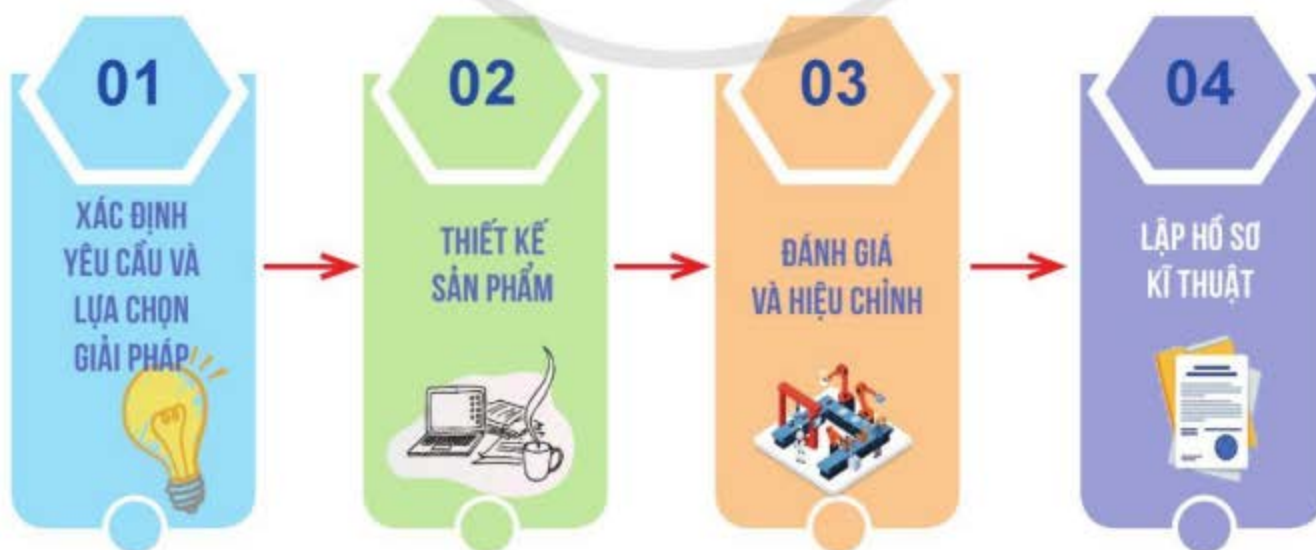 01
XÁC ĐỊNH
YÊU CẦU VÀ
LỰA CHỌN
GIẢI PHÁP
02
THIẾT KẾ
SẢN PHẨM
03
ĐÁNH GIÁ
VÀ HIỆU CHỈNH
04
LẬP HỒ SƠ
KĨ THUẬT